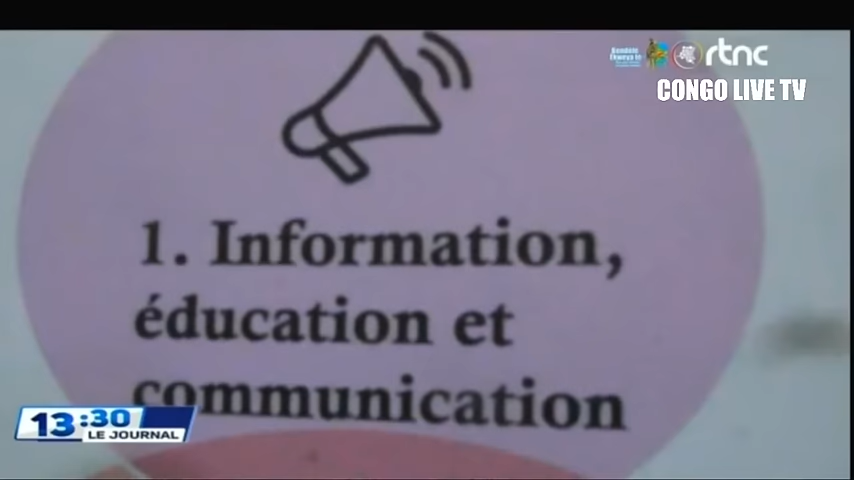 rtnc
CONGO LIVE TV
1. Information,
éducation et
communication
13:30
LE JOURNAL